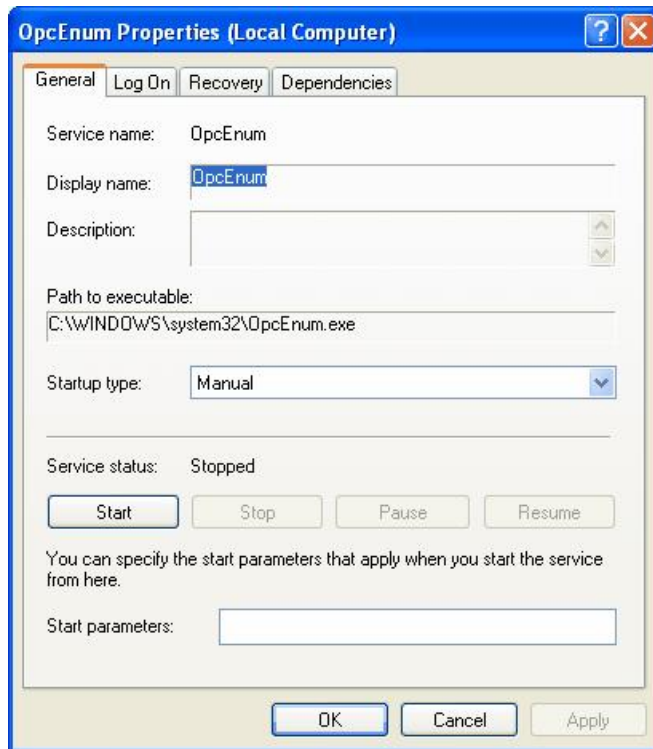 OpcEnum Properties (Local Computer)
General Log On Recovery Dependencies
Service name: OpcEnum
Display name: OpcEnum
Description:
Path to executable:
C:\WINDOWS\system32\OpcEnum.exe
Startup type: Manual
Service status: Stopped
Start Stop Pause Resume
You can specify the start parameters that apply when you start the service
from here.
Start parameters:
OK Cancel Apply